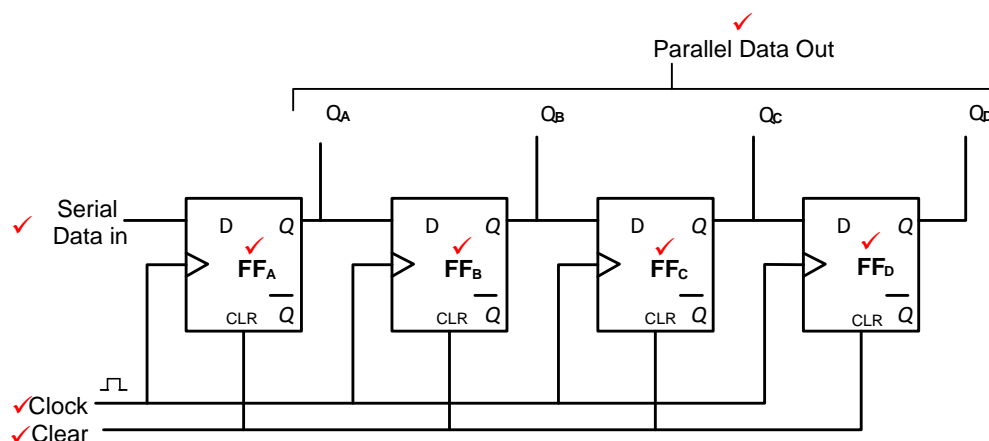 Parallel Data Out
QA QB QC QD
Serial
Data in
D Q D Q D Q D Q
FFA FFB FFC FFD
Q Q Q Q
CLR CLR CLR CLR
Clock
Clear